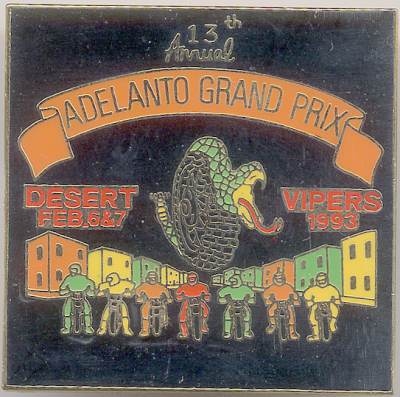 13th
Annual
ADELANTO GRAND PRIX
DESERT VIPERS
FEB. 6&7 1993